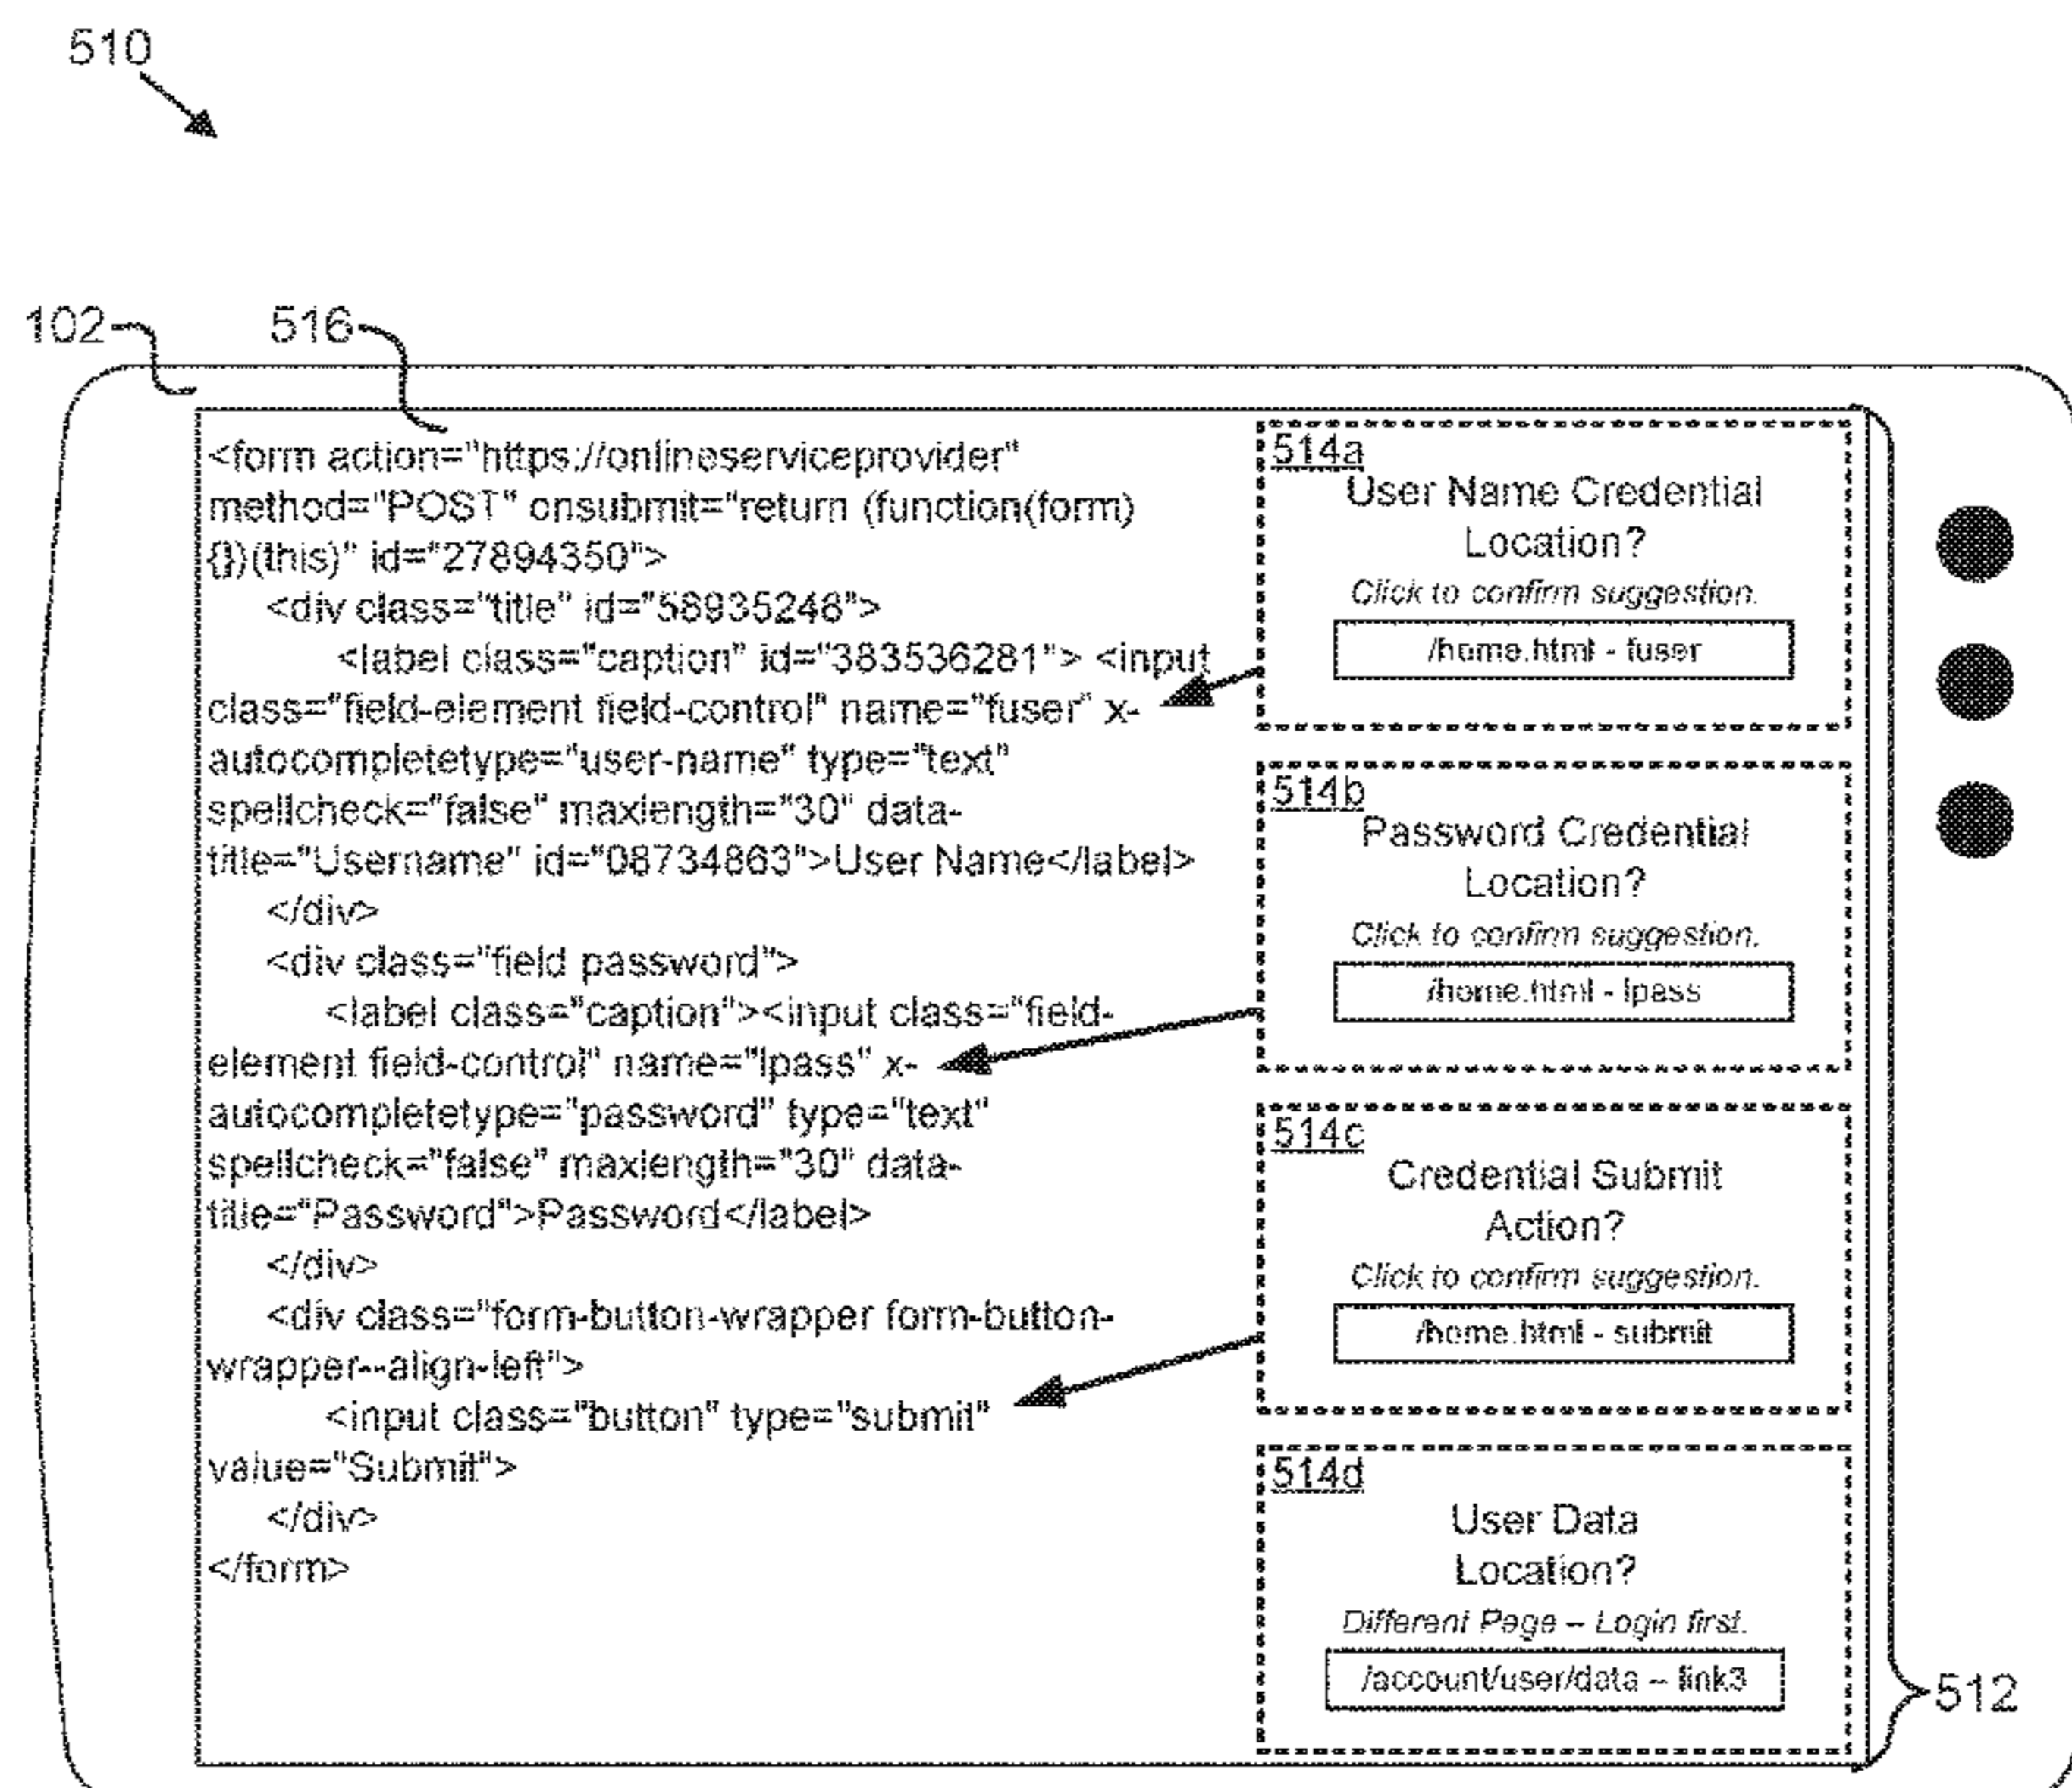 510
102
516
<form action="https://onlineserviceprovider"
method="POST" onsubmit="return (function(form)
{})(this)" id="27894350">
<div class="title" id="58935246">
<label class="caption" id="383536281"> <input
class="field-element field-control" name="fuser" x-
autocompletetype="user-name" type="text"
spellcheck="false" maxlength="30" data-
title="Username" id="08734863">User Name</label>
</div>
<div class="field password">
<label class="caption"><input class="field-
element field-control" name="lpass" x-
autocompletetype="password" type="text"
spellcheck="false" maxlength="30" data-
title="Password">Password</label>
</div>
<div class="form-button-wrapper form-button-
wrapper--align-left">
<input class="button" type="submit"
value="Submit">
</div>
</form>
514a
User Name Credential
Location?
Click to confirm suggestion.
/home.html - fuser
514b
Password Credential
Location?
Click to confirm suggestion.
/home.html - lpass
514c
Credential Submit
Action?
Click to confirm suggestion.
/home.html - submit
514d
User Data
Location?
Different Page – Login first.
/account/user/data – link3
512